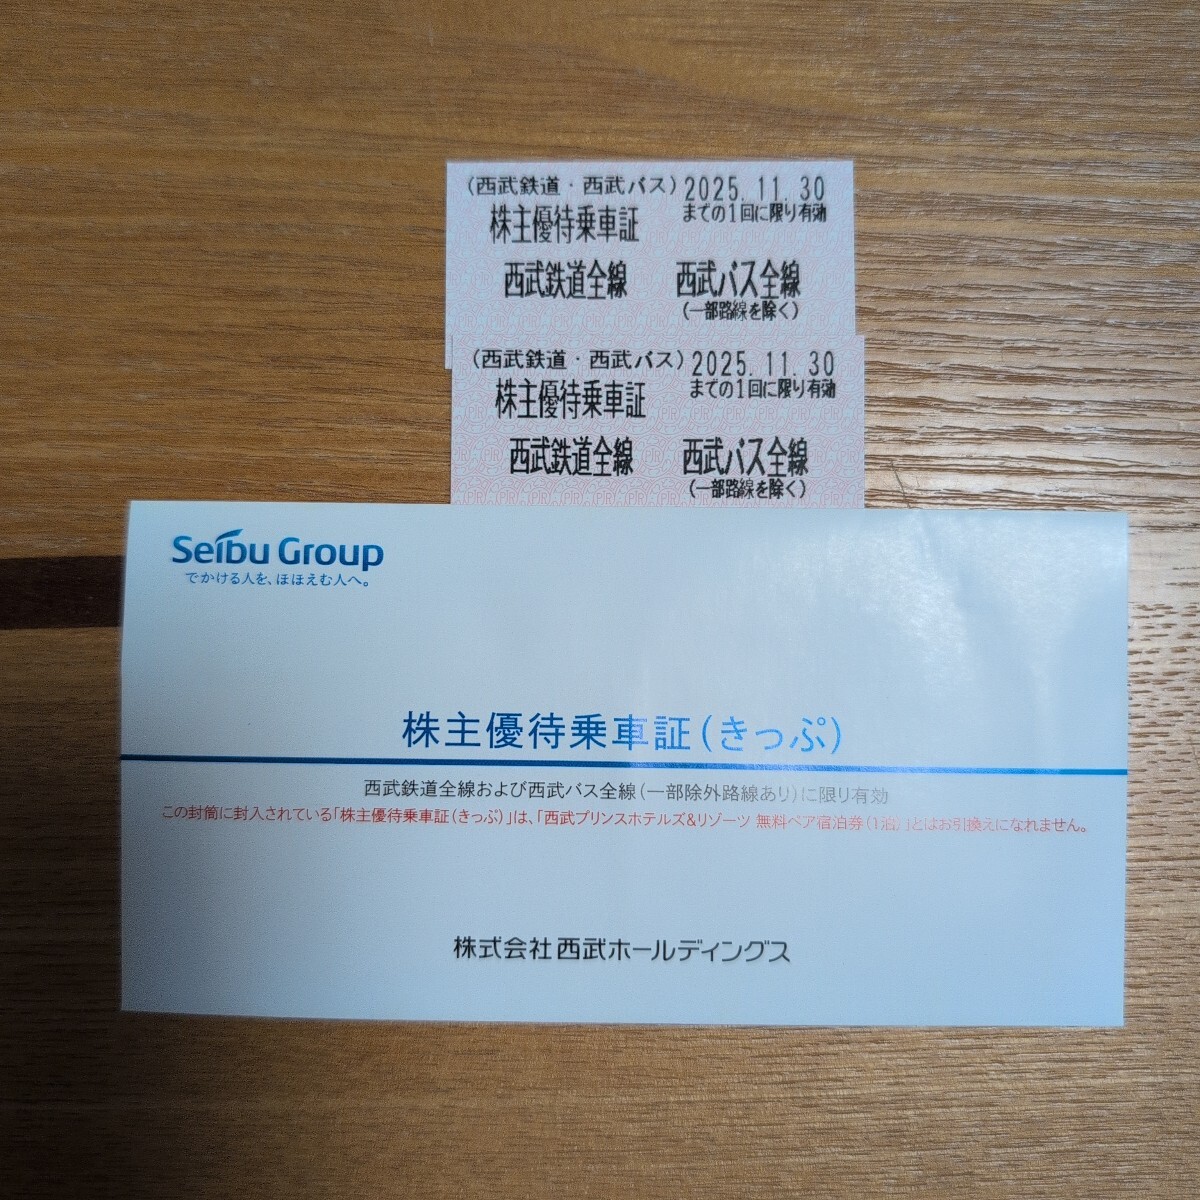 (西武鉄道・西武バス) 2025.11.30
株主優待乗車証 までの1回に限り有効
西武鉄道全線 西武バス全線
(一部路線を除く)
(西武鉄道・西武バス) 2025.11.30
株主優待乗車証 までの1回に限り有効
西武鉄道全線 西武バス全線
(一部路線を除く)
Seibu Group
でかける人を、ほほえむ人へ。
株主優待乗車証(きっぷ)
西武鉄道全線および西武バス全線(一部除外路線あり)に限り有効
この封筒に封入されている「株主優待乗車証(きっぷ)」は、「西武プリンスホテルズ&リゾーツ 無料ペア宿泊券(1泊)」とはお引換えになれません。
株式会社西武ホールディングス